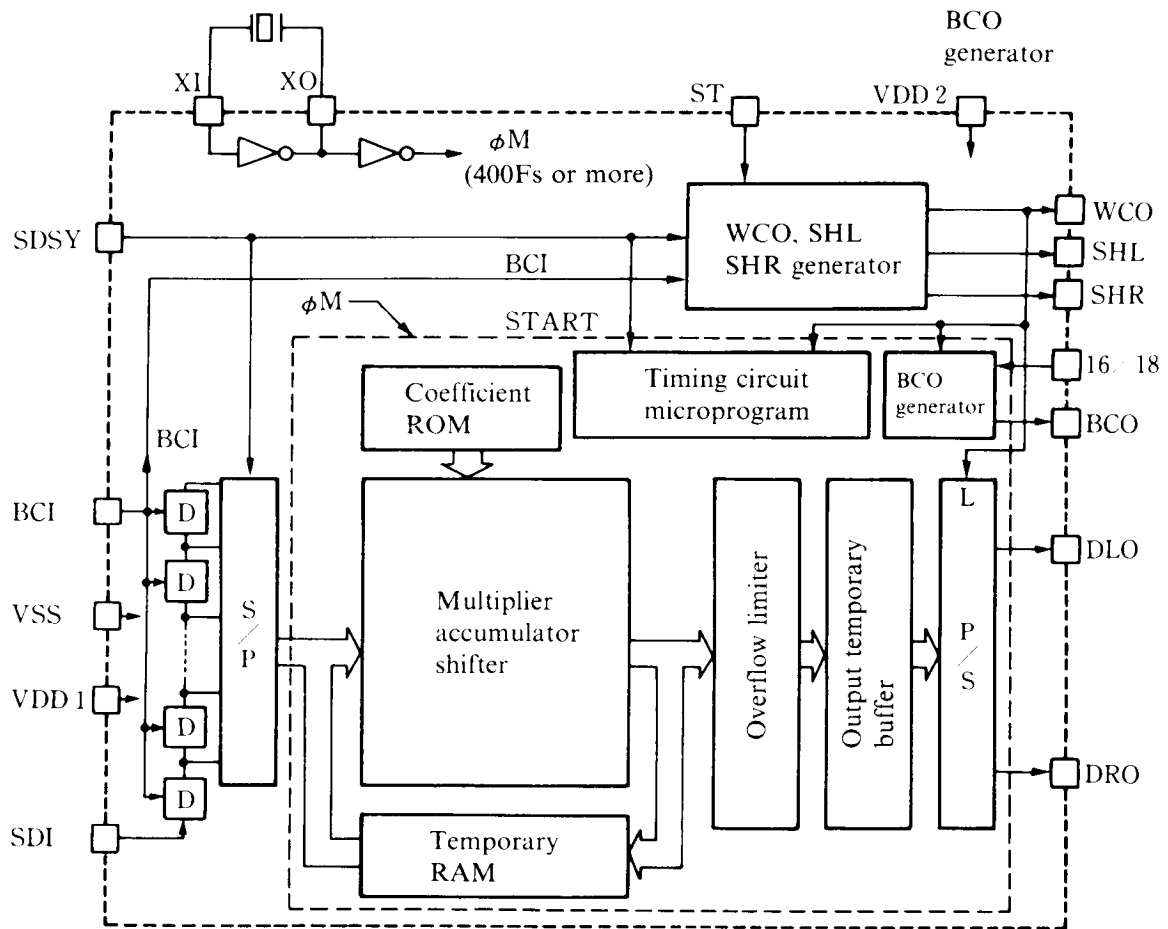 BCO
generator
XI
XO
ST
VDD 2
φM
(400Fs or more)
SDSY
WCO, SHL
SHR generator
WCO
SHL
SHR
BCI
φM
START
Timing circuit
microprogram
BCO
generator
16／18
BCO
Coefficient
ROM
BCI
BCI
D
D
D
D
S/P
VSS
VDD 1
SDI
Multiplier
accumulator
shifter
Overflow limiter
Output temporary
buffer
L
P/S
DLO
DRO
Temporary
RAM